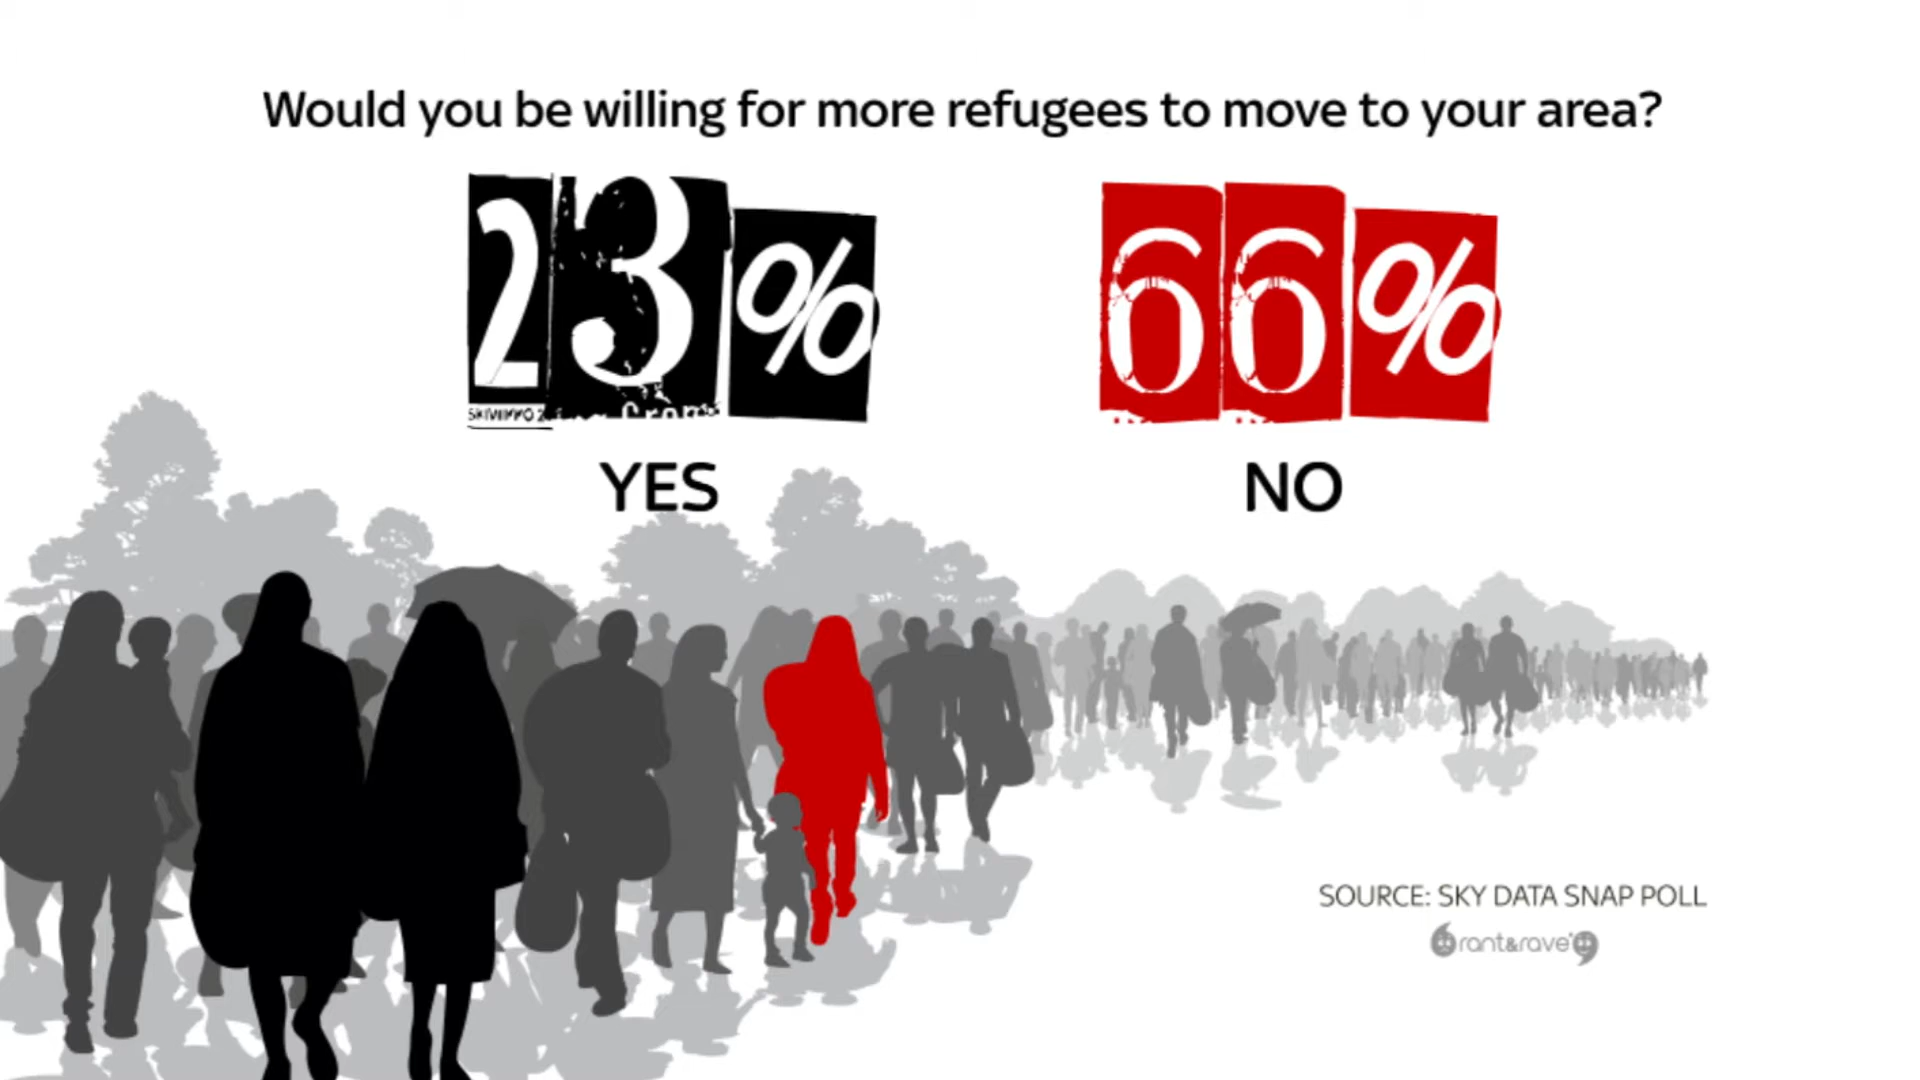 Would you be willing for more refugees to move to your area?
23% 66%
YES NO
SOURCE: SKY DATA SNAP POLL
rant&rave